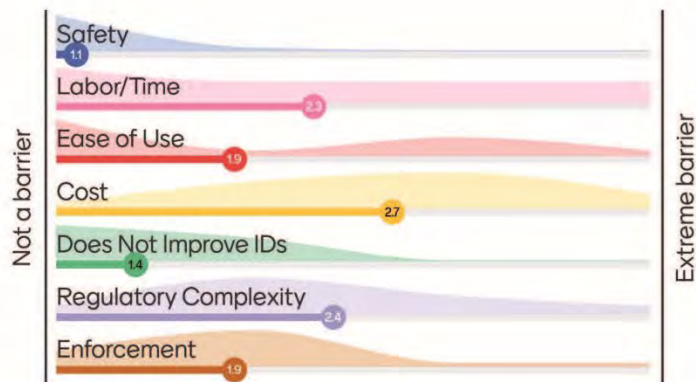 Not a barrier
Safety
1.1
Labor/Time
2.3
Ease of Use
1.9
Cost
2.7
Does Not Improve IDs
1.4
Regulatory Complexity
2.4
Enforcement
1.9
Extreme barrier